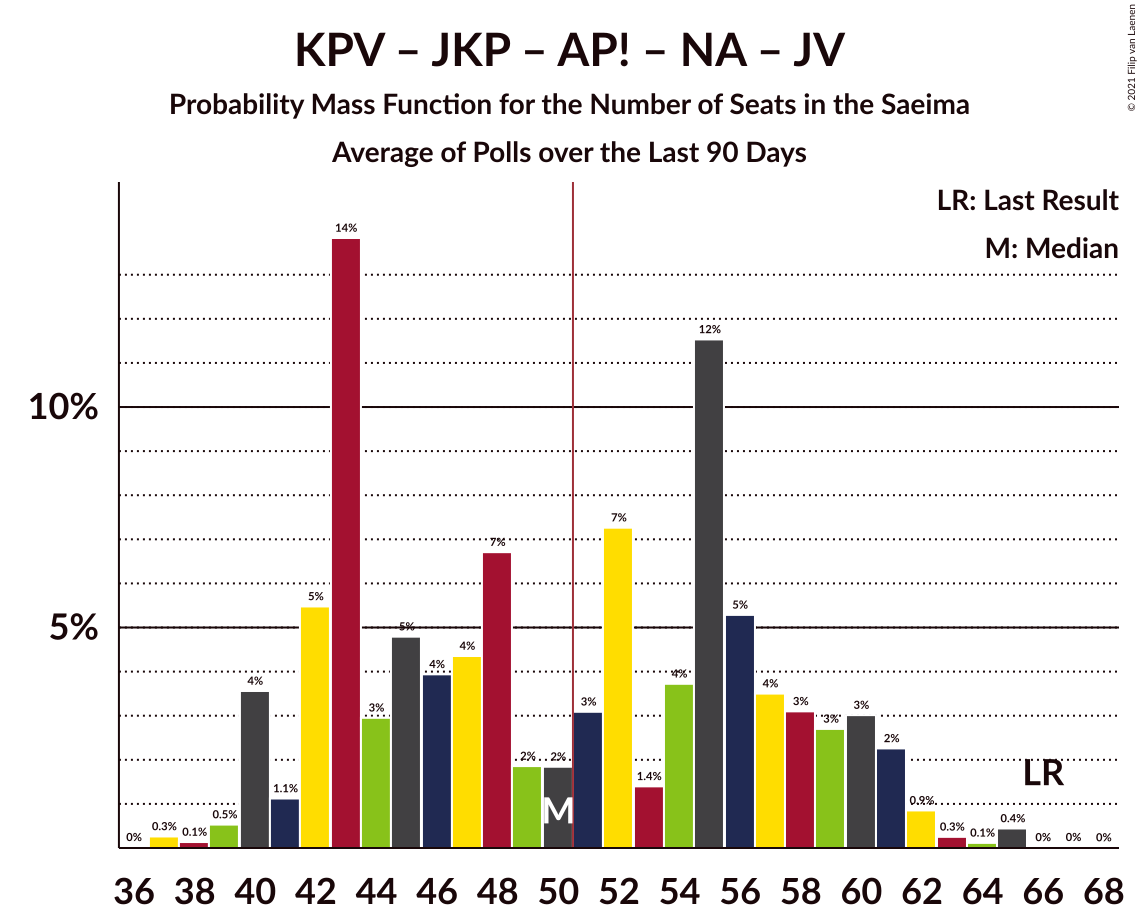 KPV – JKP – AP! – NA – JV
Probability Mass Function for the Number of Seats in the Saeima
Average of Polls over the Last 90 Days
© 2021 Filip van Laenen
LR: Last Result
M: Median
10%
5%
0% 0.3% 0.1% 0.5% 4% 1.1% 5% 14% 3% 5% 4% 4% 7% 2% 2% 3% 7% 1.4% 4% 12% 5% 4% 3% 3% 3% 2% 0.9% 0.3% 0.1% 0.4% 0% 0% 0%
LR
M
36 38 40 42 44 46 48 50 52 54 56 58 60 62 64 66 68